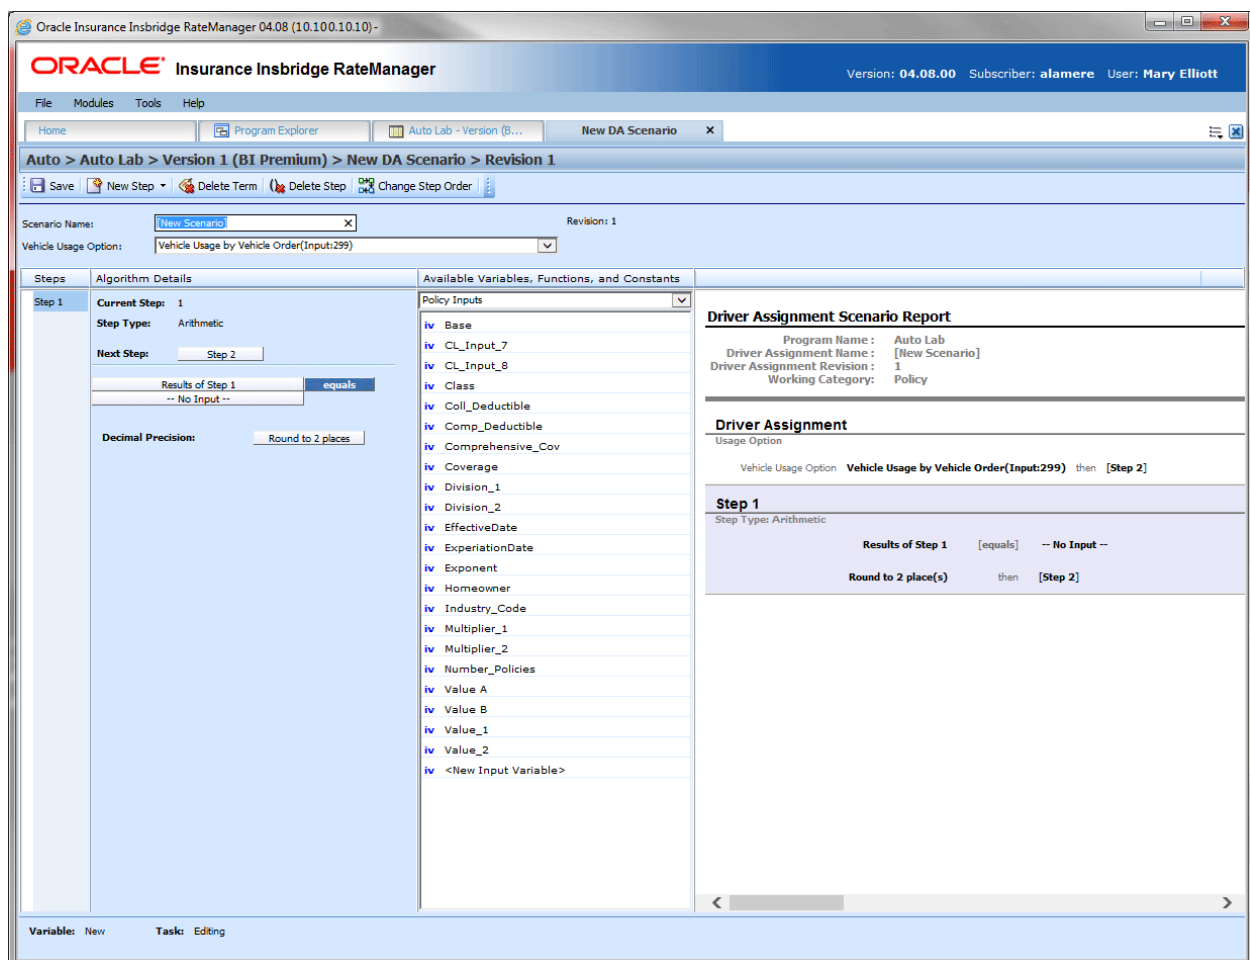 Oracle Insurance Insbridge RateManager 04.08 (10.100.10.10) -
ORACLE Insurance Insbridge RateManager
Version: 04.08.00 Subscriber: alamere User: Mary Elliott
File Modules Tools Help
Home Program Explorer Auto Lab - Version (B... New DA Scenario
Auto > Auto Lab > Version 1 (BI Premium) > New DA Scenario > Revision 1
Save New Step Delete Term Delete Step Change Step Order
Scenario Name: [New Scenario] Revision: 1
Vehicle Usage Option: Vehicle Usage by Vehicle Order(Input:299)
Steps Algorithm Details Available Variables, Functions, and Constants
Step 1
Current Step: 1
Step Type: Arithmetic
Next Step: Step 2
Results of Step 1 equals
-- No Input --
Decimal Precision: Round to 2 places
Policy Inputs
iv Base
iv CL_Input_7
iv CL_Input_8
iv Class
iv Coll_Deductible
iv Comp_Deductible
iv Comprehensive_Cov
iv Coverage
iv Division_1
iv Division_2
iv EffectiveDate
iv ExperiationDate
iv Exponent
iv Homeowner
iv Industry_Code
iv Multiplier_1
iv Multiplier_2
iv Number_Policies
iv Value A
iv Value B
iv Value_1
iv Value_2
iv <New Input Variable>
Driver Assignment Scenario Report
Program Name : Auto Lab
Driver Assignment Name : [New Scenario]
Driver Assignment Revision : 1
Working Category: Policy
Driver Assignment
Usage Option
Vehicle Usage Option Vehicle Usage by Vehicle Order(Input:299) then [Step 2]
Step 1
Step Type: Arithmetic
Results of Step 1 [equals] -- No Input --
Round to 2 place(s) then [Step 2]
Variable: New Task: Editing